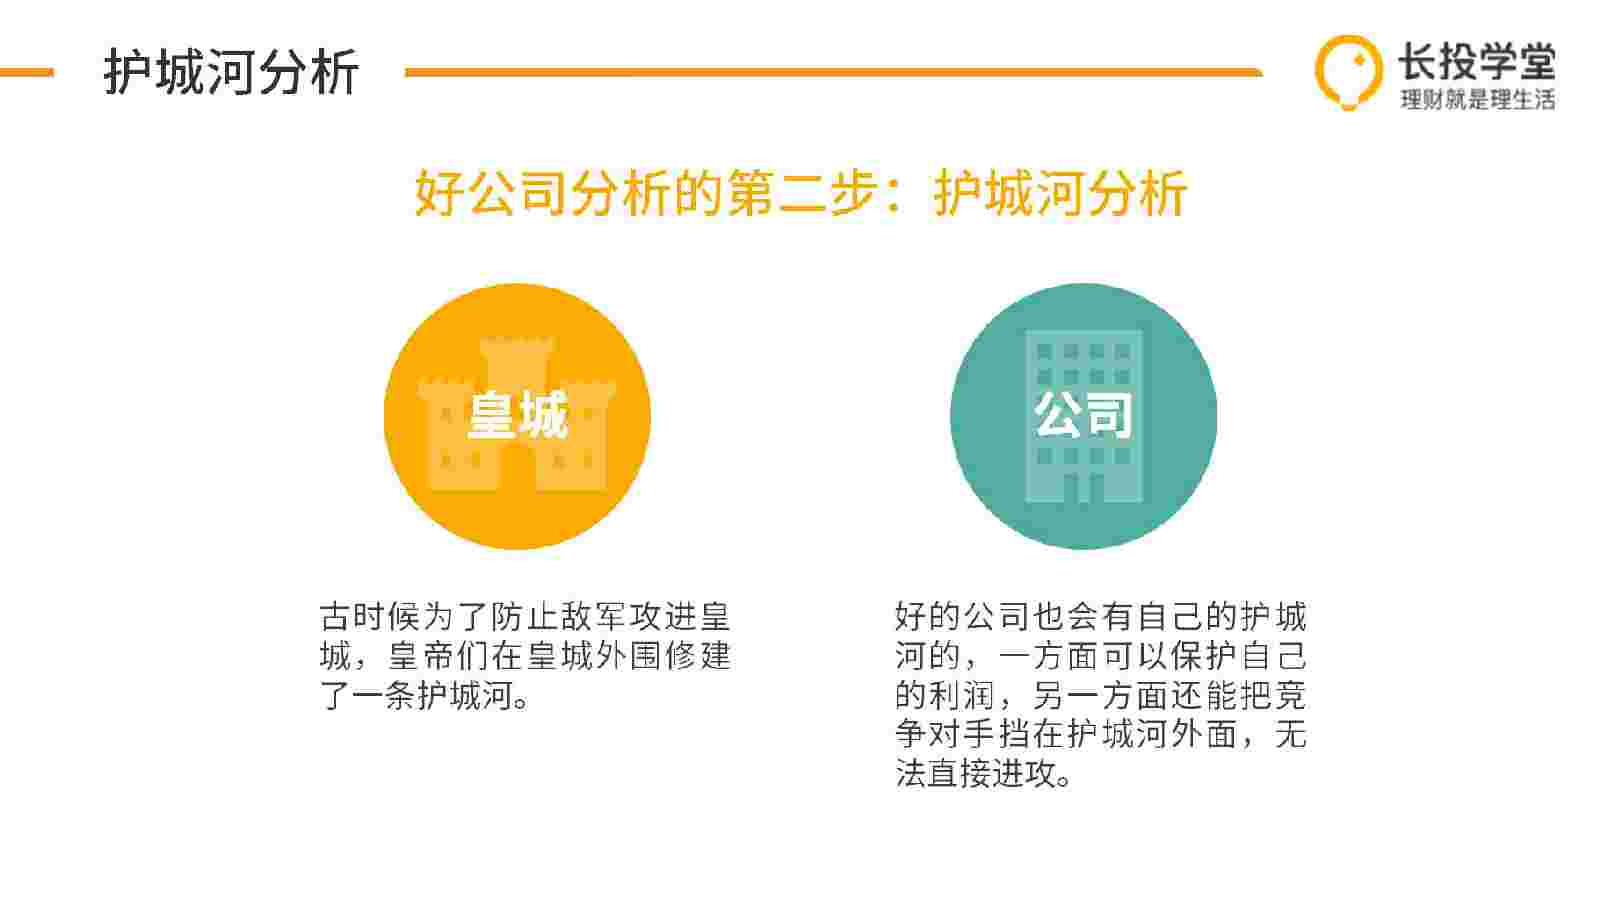 护城河分析
长投学堂
理财就是理生活
好公司分析的第二步：护城河分析
皇城
公司
古时候为了防止敌军攻进皇
城，皇帝们在皇城外围修建
了一条护城河。
好的公司也会有自己的护城
河的，一方面可以保护自己
的利润，另一方面还能把竞
争对手挡在护城河外面，无
法直接进攻。